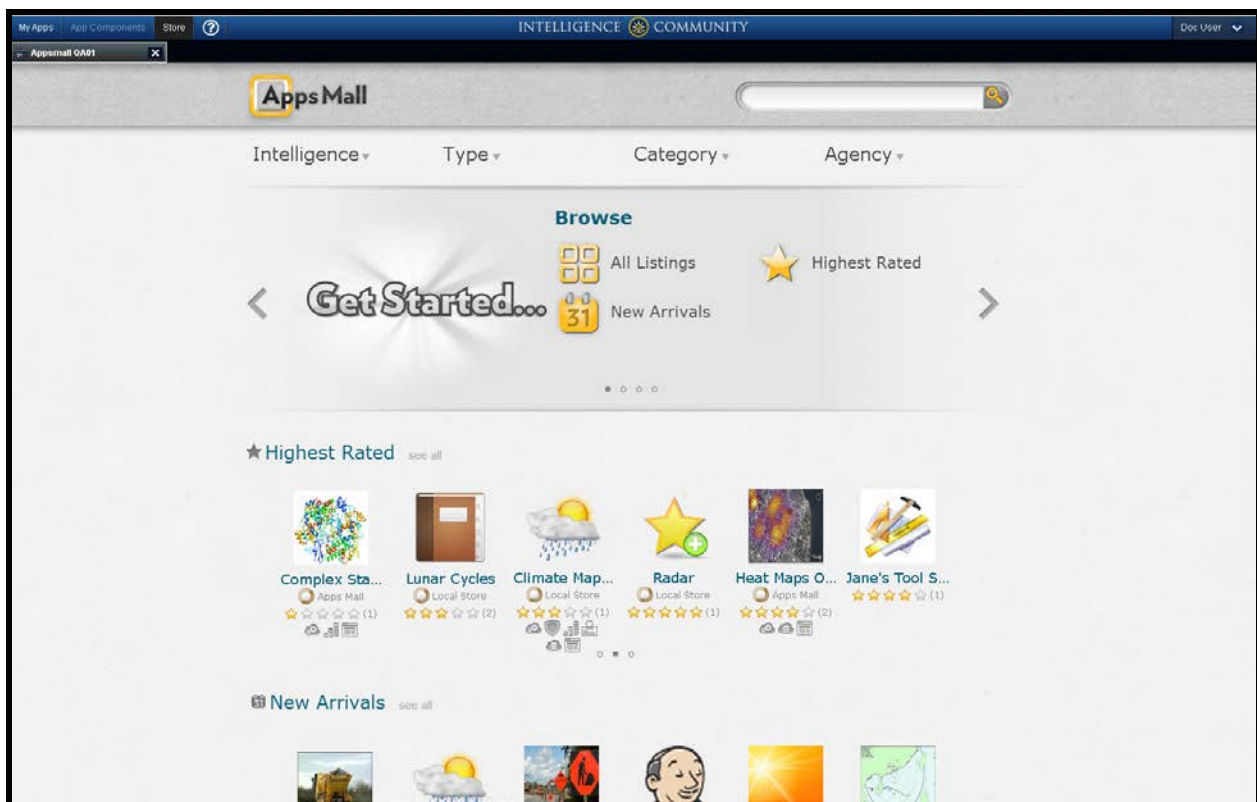 My Apps App Components Store ? INTELLIGENCE COMMUNITY Doc User
Appsmall QA01
Apps Mall
Intelligence Type Category Agency
Browse
Get Started...
All Listings Highest Rated
31 New Arrivals
Highest Rated see all
Complex Sta... Lunar Cycles Climate Map... Radar Heat Maps O... Jane's Tool S...
Apps Mall Local Store Local Store Local Store Apps Mall
(1) (2) (1) (1) (2) (1)
New Arrivals see all